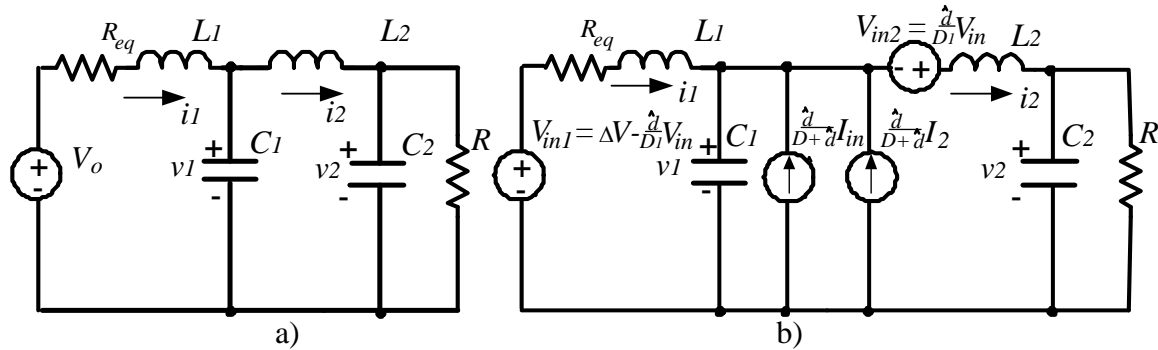 R_eq L1 L2
i1 i2
V_o + -
v1 + - C1
v2 + - C2
R
a)
R_eq L1
i1
V_in1 = ΔV - d̂/D1 V_in
+ -
v1 + - C1
d̂/D+d̂ I_in
d̂/D+d̂ I_2
V_in2 = d̂/D1 V_in
- +
L2
i2
v2 + - C2
R
b)